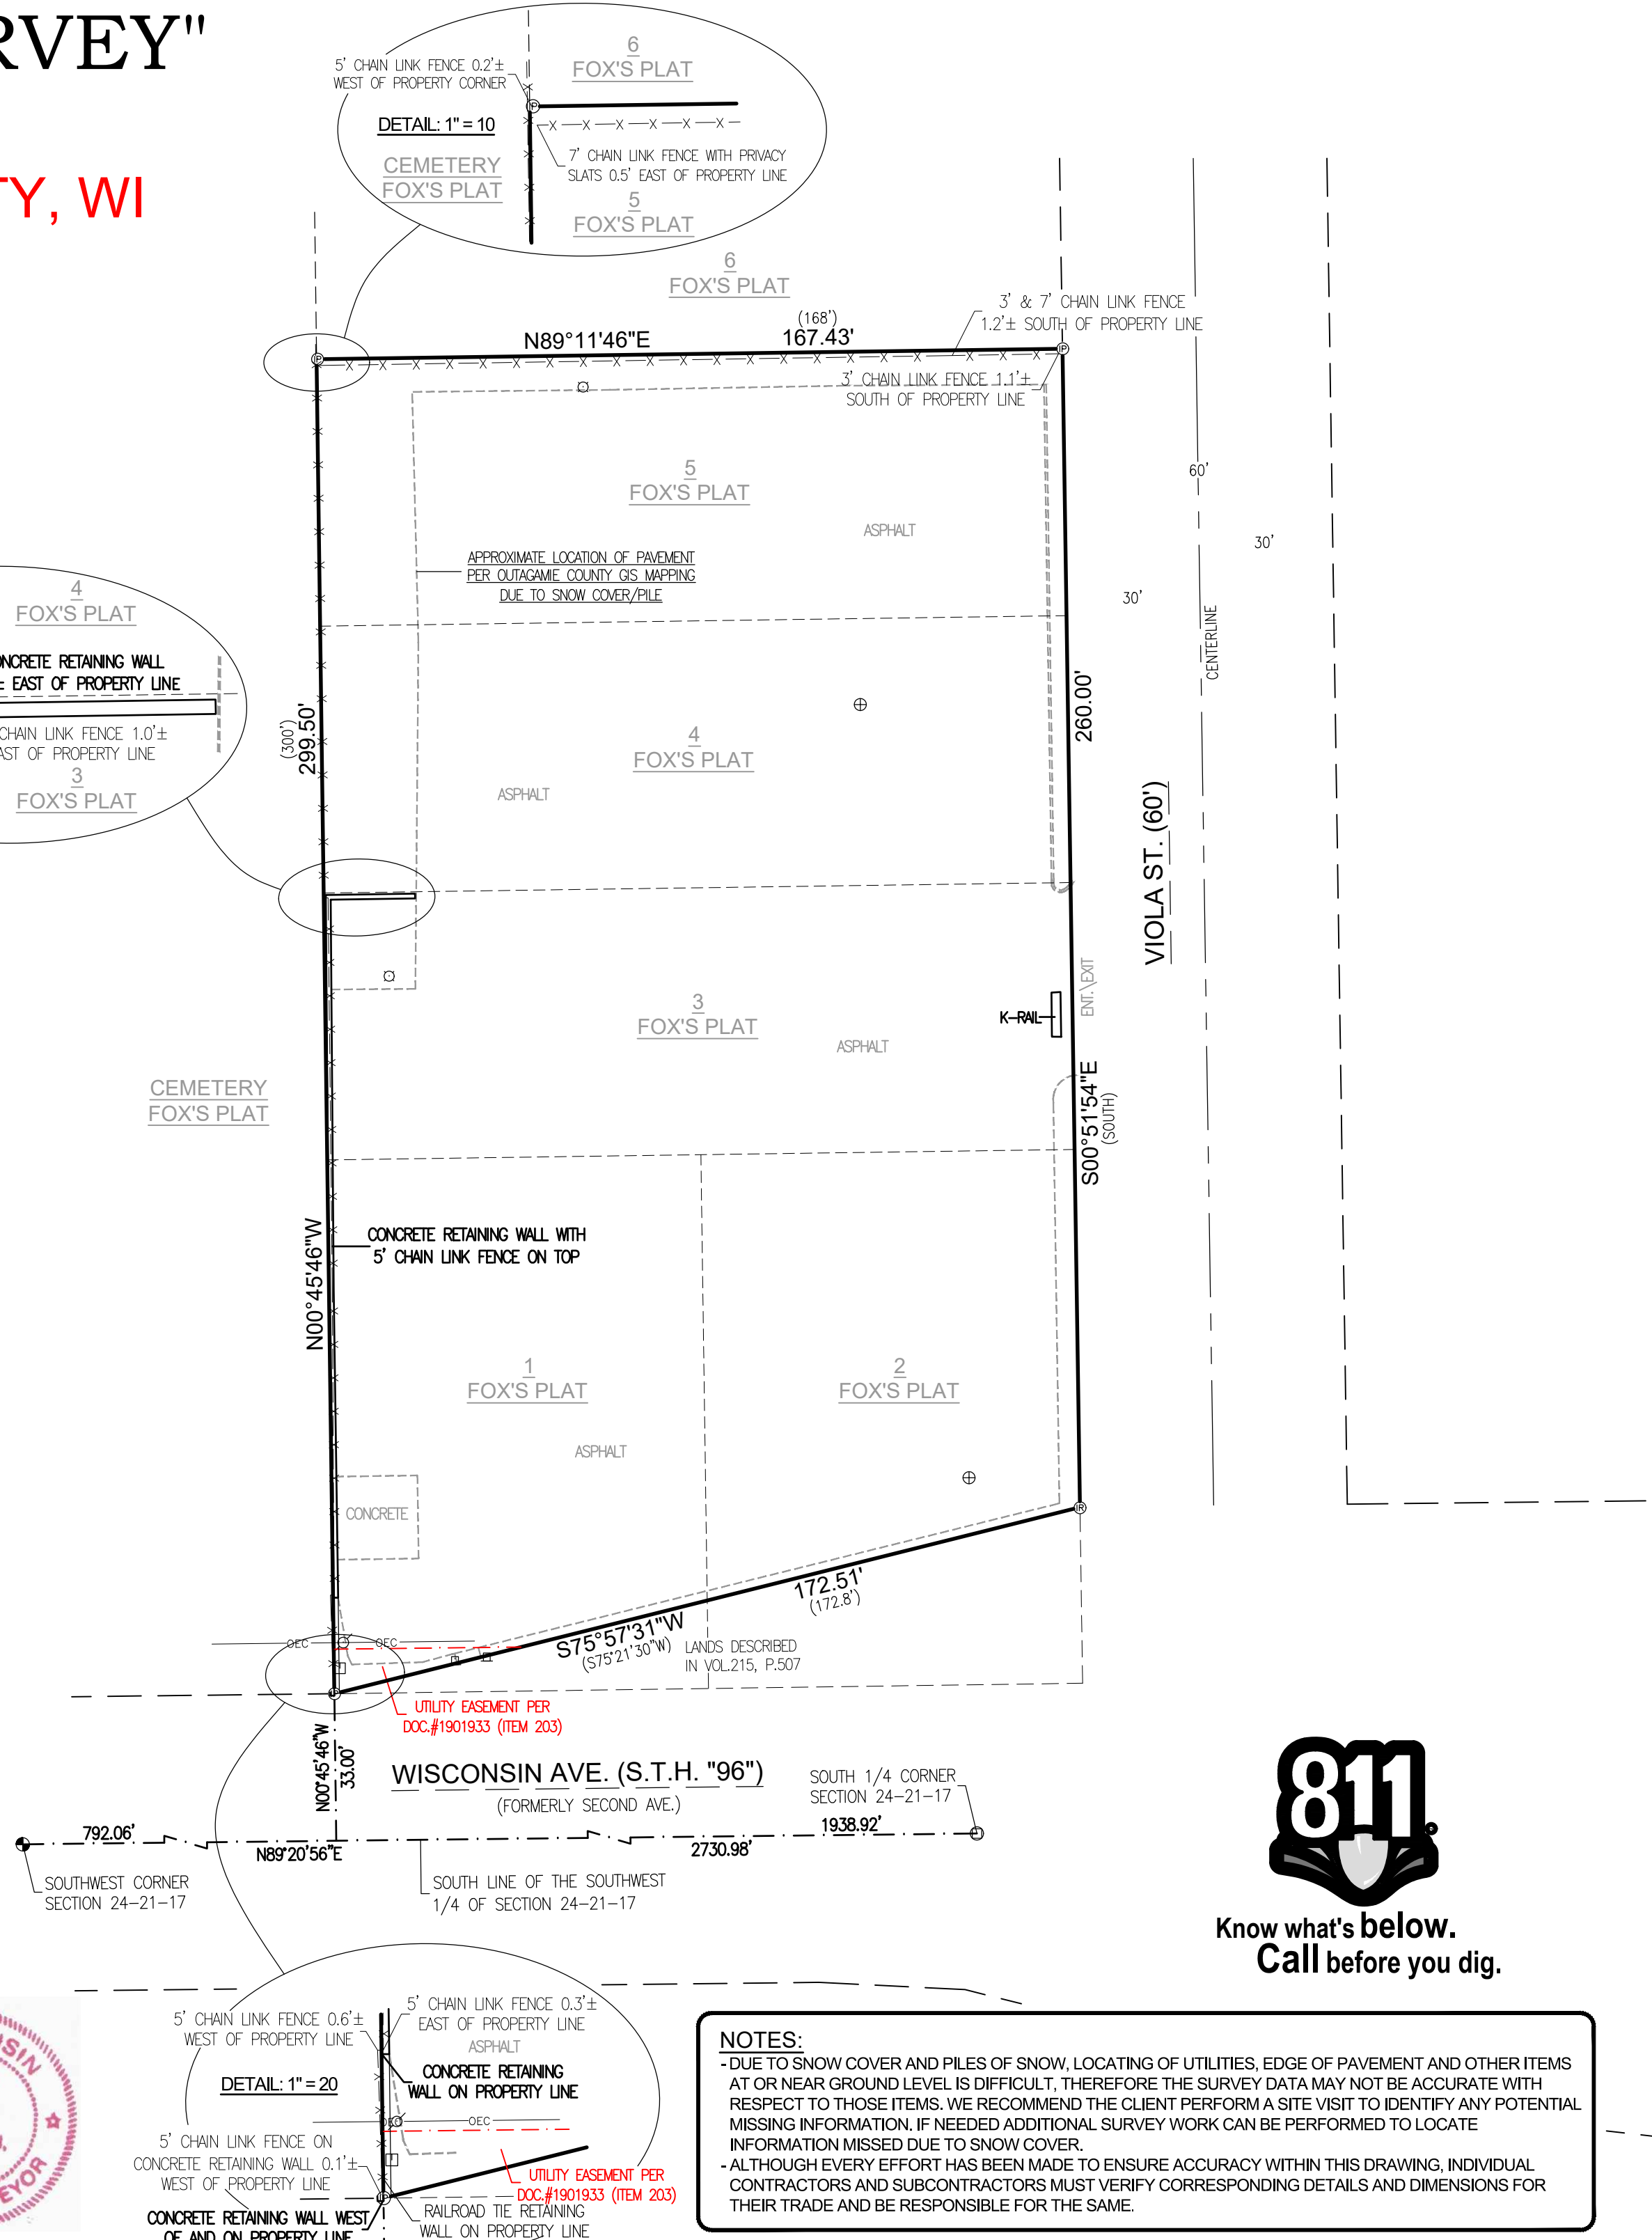 RVEY"
TY, WI
5' CHAIN LINK FENCE 0.2'±
WEST OF PROPERTY CORNER
6
FOX'S PLAT
DETAIL: 1" = 10
IP
CEMETERY
FOX'S PLAT
7' CHAIN LINK FENCE WITH PRIVACY
SLATS 0.5' EAST OF PROPERTY LINE
5
FOX'S PLAT
6
FOX'S PLAT
N89°11'46"E
(168')
167.43'
3' & 7' CHAIN LINK FENCE
1.2'± SOUTH OF PROPERTY LINE
IP
IP
3' CHAIN LINK FENCE 1.1'±
SOUTH OF PROPERTY LINE
5
FOX'S PLAT
ASPHALT
60'
30'
30'
CENTERLINE
APPROXIMATE LOCATION OF PAVEMENT
PER OUTAGAMIE COUNTY GIS MAPPING
DUE TO SNOW COVER/PILE
4
FOX'S PLAT
CONCRETE RETAINING WALL
± EAST OF PROPERTY LINE
CHAIN LINK FENCE 1.0'±
EAST OF PROPERTY LINE
3
FOX'S PLAT
(300')
299.50'
260.00'
4
FOX'S PLAT
ASPHALT
VIOLA ST. (60')
3
FOX'S PLAT
ASPHALT
K-RAIL
ENT.\EXIT
S00°51'54"E
(SOUTH)
CEMETERY
FOX'S PLAT
N00°45'46"W
CONCRETE RETAINING WALL WITH
5' CHAIN LINK FENCE ON TOP
1
FOX'S PLAT
2
FOX'S PLAT
ASPHALT
CONCRETE
IR
172.51'
(172.8')
S75°57'31"W
(S75°21'30"W)
LANDS DESCRIBED
IN VOL.215, P.507
OEC
OEC
UTILITY EASEMENT PER
DOC.#1901933 (ITEM 203)
N00°45'46"W
33.00'
WISCONSIN AVE. (S.T.H. "96")
(FORMERLY SECOND AVE.)
SOUTH 1/4 CORNER
SECTION 24-21-17
792.06'
N89°20'56"E
1938.92'
2730.98'
SOUTHWEST CORNER
SECTION 24-21-17
SOUTH LINE OF THE SOUTHWEST
1/4 OF SECTION 24-21-17
811
Know what's below.
Call before you dig.
5' CHAIN LINK FENCE 0.6'±
WEST OF PROPERTY LINE
5' CHAIN LINK FENCE 0.3'±
EAST OF PROPERTY LINE
ASPHALT
CONCRETE RETAINING
WALL ON PROPERTY LINE
DETAIL: 1" = 20
OEC
OEC
5' CHAIN LINK FENCE ON
CONCRETE RETAINING WALL 0.1'±
WEST OF PROPERTY LINE
UTILITY EASEMENT PER
DOC.#1901933 (ITEM 203)
CONCRETE RETAINING WALL WEST
OF AND ON PROPERTY LINE
RAILROAD TIE RETAINING
WALL ON PROPERTY LINE
NOTES:
- DUE TO SNOW COVER AND PILES OF SNOW, LOCATING OF UTILITIES, EDGE OF PAVEMENT AND OTHER ITEMS
AT OR NEAR GROUND LEVEL IS DIFFICULT, THEREFORE THE SURVEY DATA MAY NOT BE ACCURATE WITH
RESPECT TO THOSE ITEMS. WE RECOMMEND THE CLIENT PERFORM A SITE VISIT TO IDENTIFY ANY POTENTIAL
MISSING INFORMATION. IF NEEDED ADDITIONAL SURVEY WORK CAN BE PERFORMED TO LOCATE
INFORMATION MISSED DUE TO SNOW COVER.
- ALTHOUGH EVERY EFFORT HAS BEEN MADE TO ENSURE ACCURACY WITHIN THIS DRAWING, INDIVIDUAL
CONTRACTORS AND SUBCONTRACTORS MUST VERIFY CORRESPONDING DETAILS AND DIMENSIONS FOR
THEIR TRADE AND BE RESPONSIBLE FOR THE SAME.